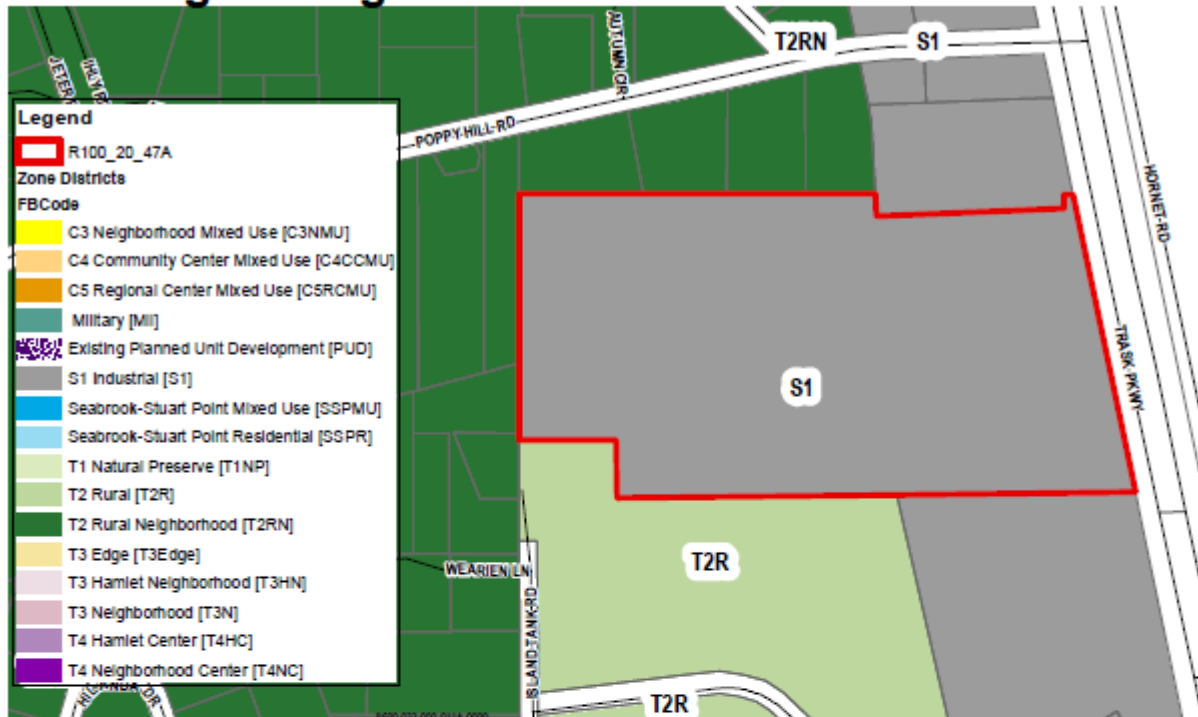 T2RN
S1
AUTUMN CIR
POPPY-HILL-RD
HORNET-RD
TRASK-PKWY
Legend
R100_20_47A
Zone Districts
FBCode
C3 Neighborhood Mixed Use [C3NMU]
C4 Community Center Mixed Use [C4CCMU]
C5 Regional Center Mixed Use [C5RCMU]
Military [Mil]
Existing Planned Unit Development [PUD]
S1 Industrial [S1]
Seabrook-Stuart Point Mixed Use [SSPMU]
Seabrook-Stuart Point Residential [SSPR]
T1 Natural Preserve [T1NP]
T2 Rural [T2R]
T2 Rural Neighborhood [T2RN]
T3 Edge [T3Edge]
T3 Hamlet Neighborhood [T3HN]
T3 Neighborhood [T3N]
T4 Hamlet Center [T4HC]
T4 Neighborhood Center [T4NC]
S1
T2R
WEARIEN LN
ISLAND-TANK-RD
T2R
DR